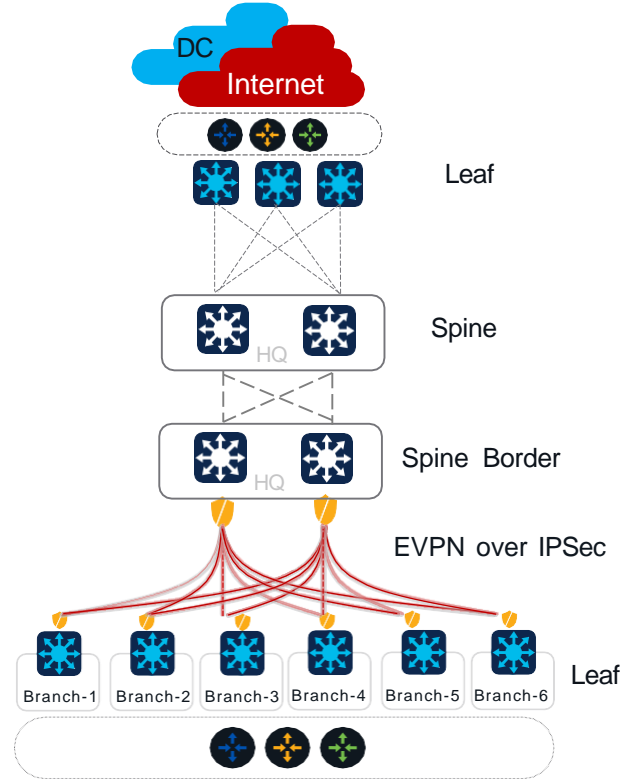 DC
Internet
Leaf
Spine
HQ
Spine Border
HQ
EVPN over IPSec
Branch-1 Branch-2 Branch-3 Branch-4 Branch-5 Branch-6
Leaf